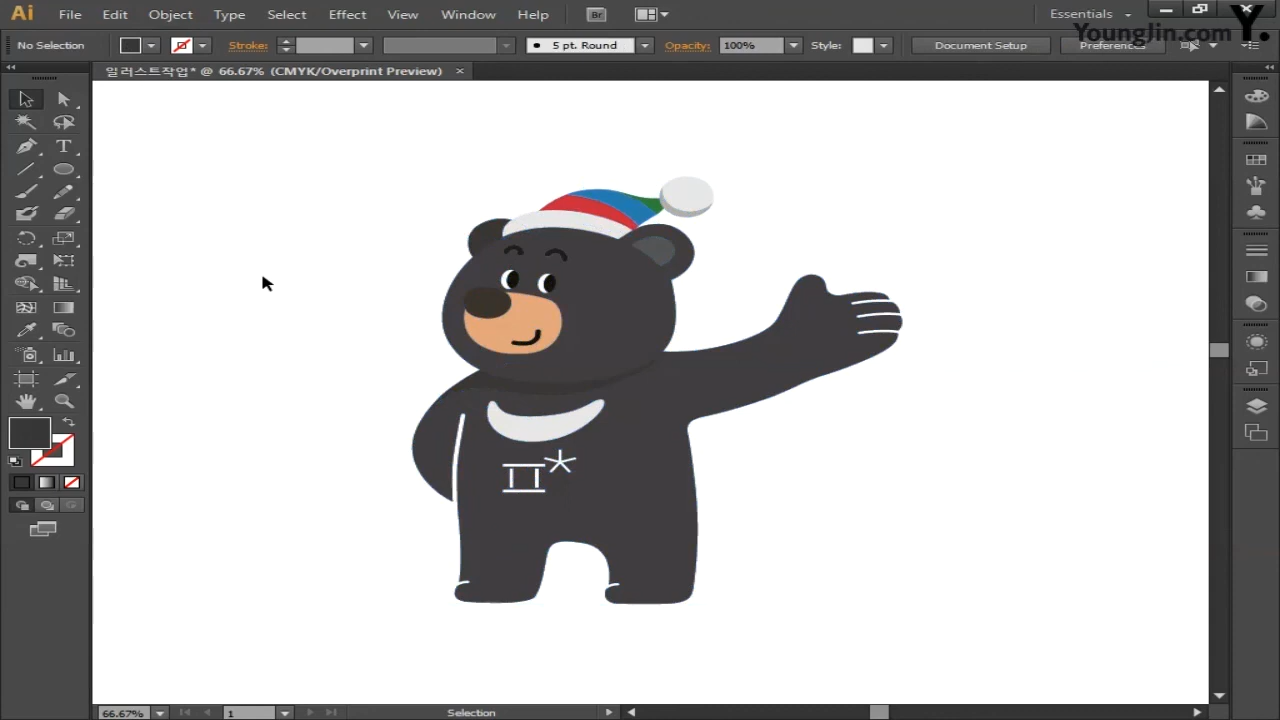 Ai File Edit Object Type Select Effect View Window Help Br Essentials
YoungJin.com Y.
No Selection Stroke: 5 pt. Round Opacity: 100% Style: Document Setup Preferences
일러스트작업* @ 66.67% (CMYK/Overprint Preview) ×
T
ㅍ*
66.67% 1 Selection